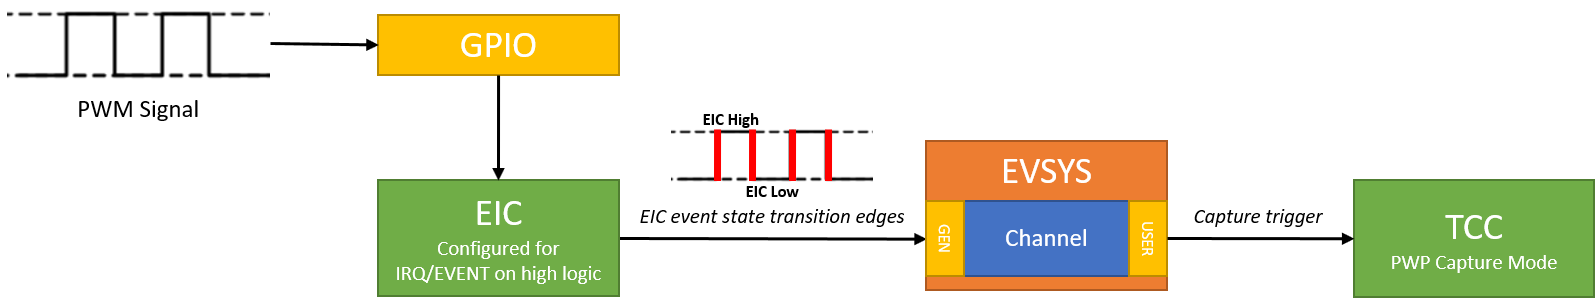 PWM Signal
GPIO
EIC
Configured for
IRQ/EVENT on high logic
EIC High
EIC Low
EIC event state transition edges
EVSYS
GEN
Channel
USER
Capture trigger
TCC
PWP Capture Mode